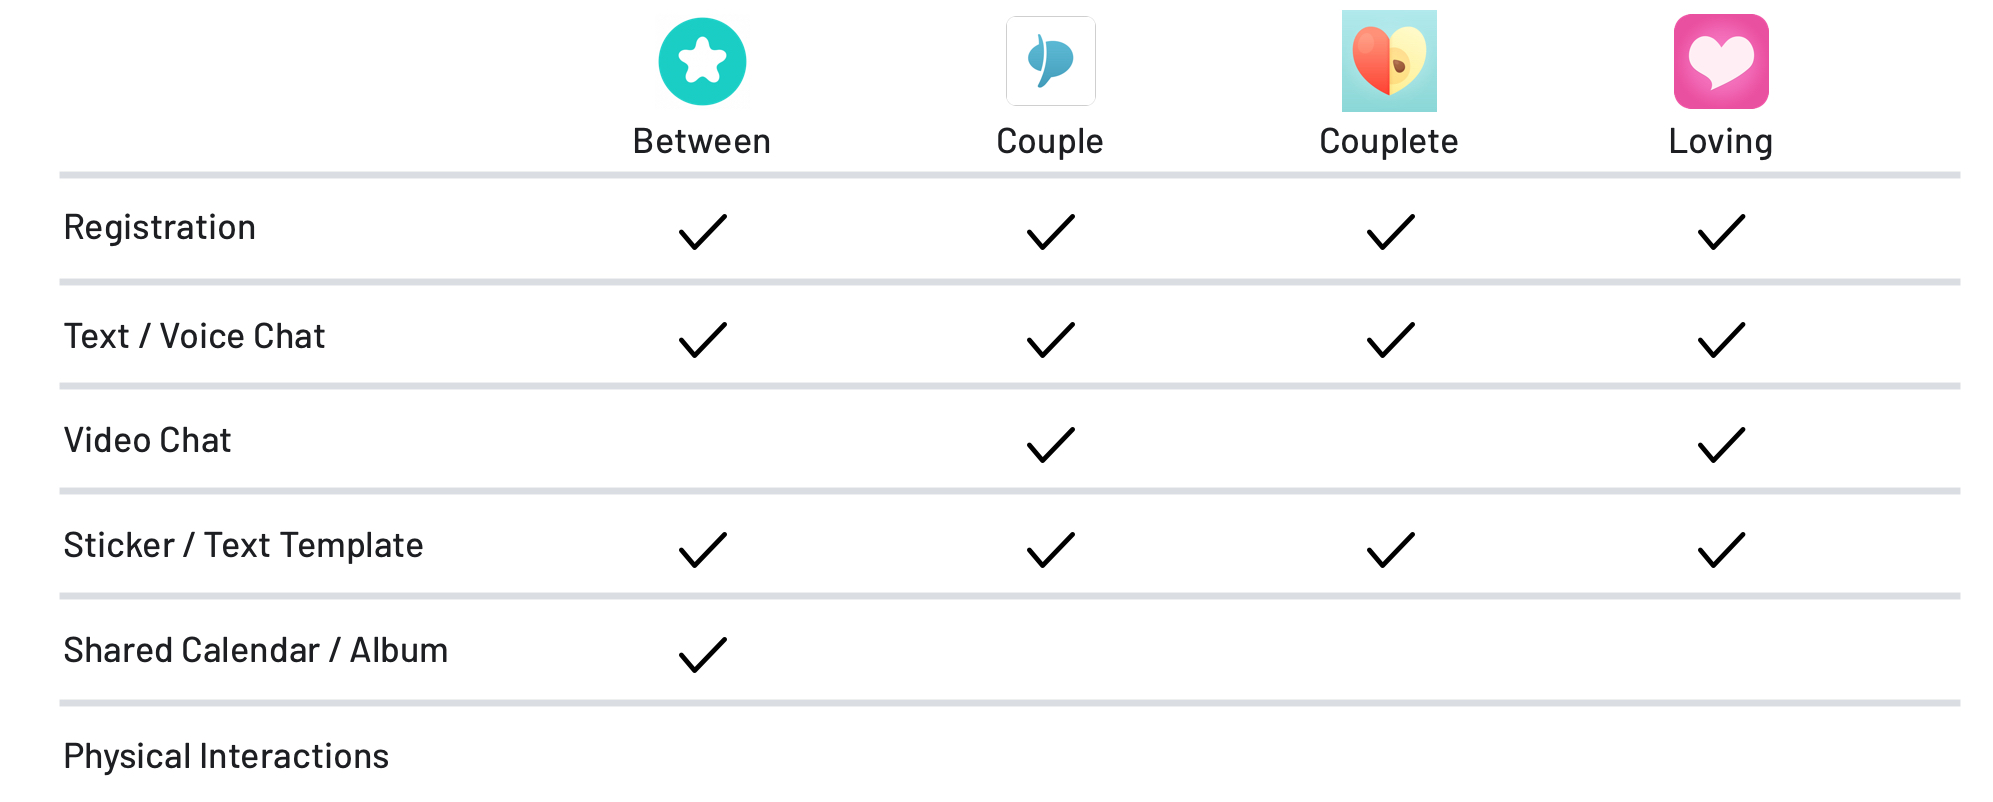 Between Couple Couplete Loving
Registration
Text / Voice Chat
Video Chat
Sticker / Text Template
Shared Calendar / Album
Physical Interactions